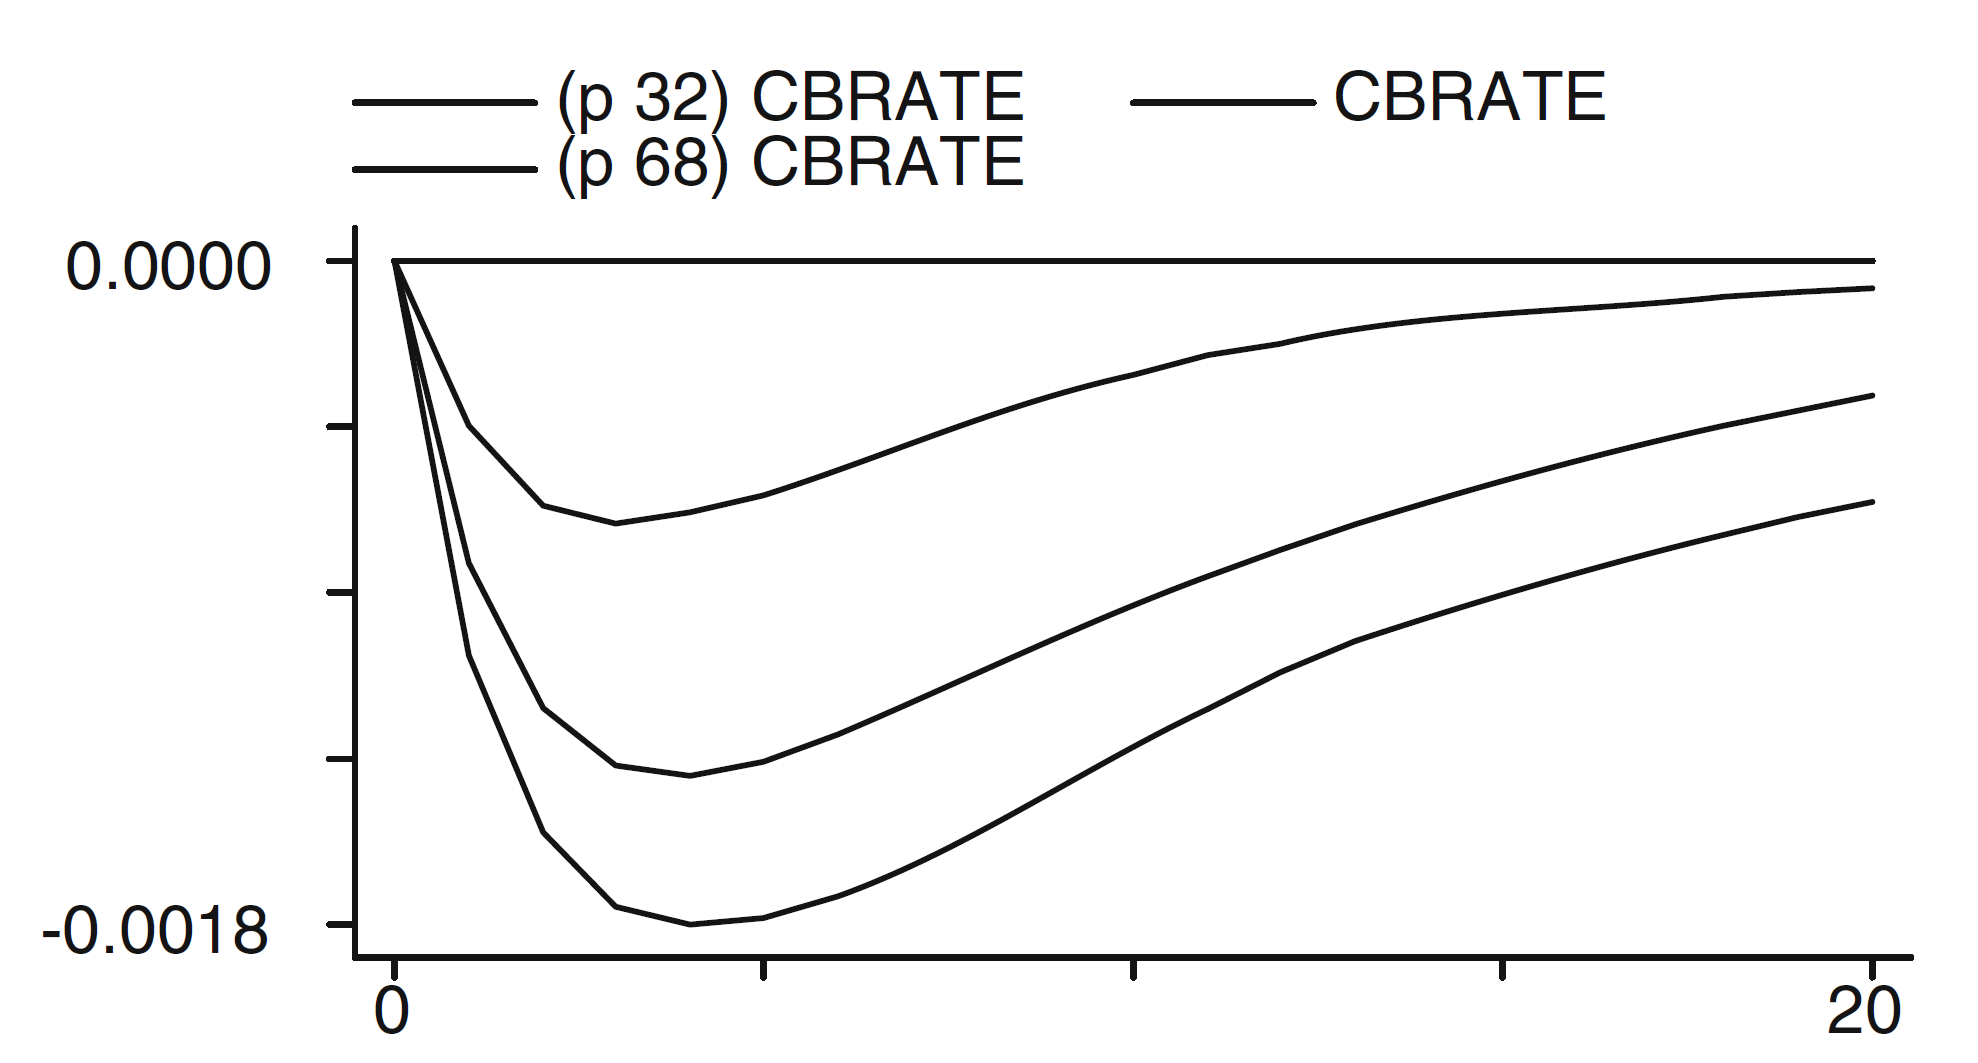 (p 32) CBRATE CBRATE
(p 68) CBRATE
0.0000
-0.0018
0 20